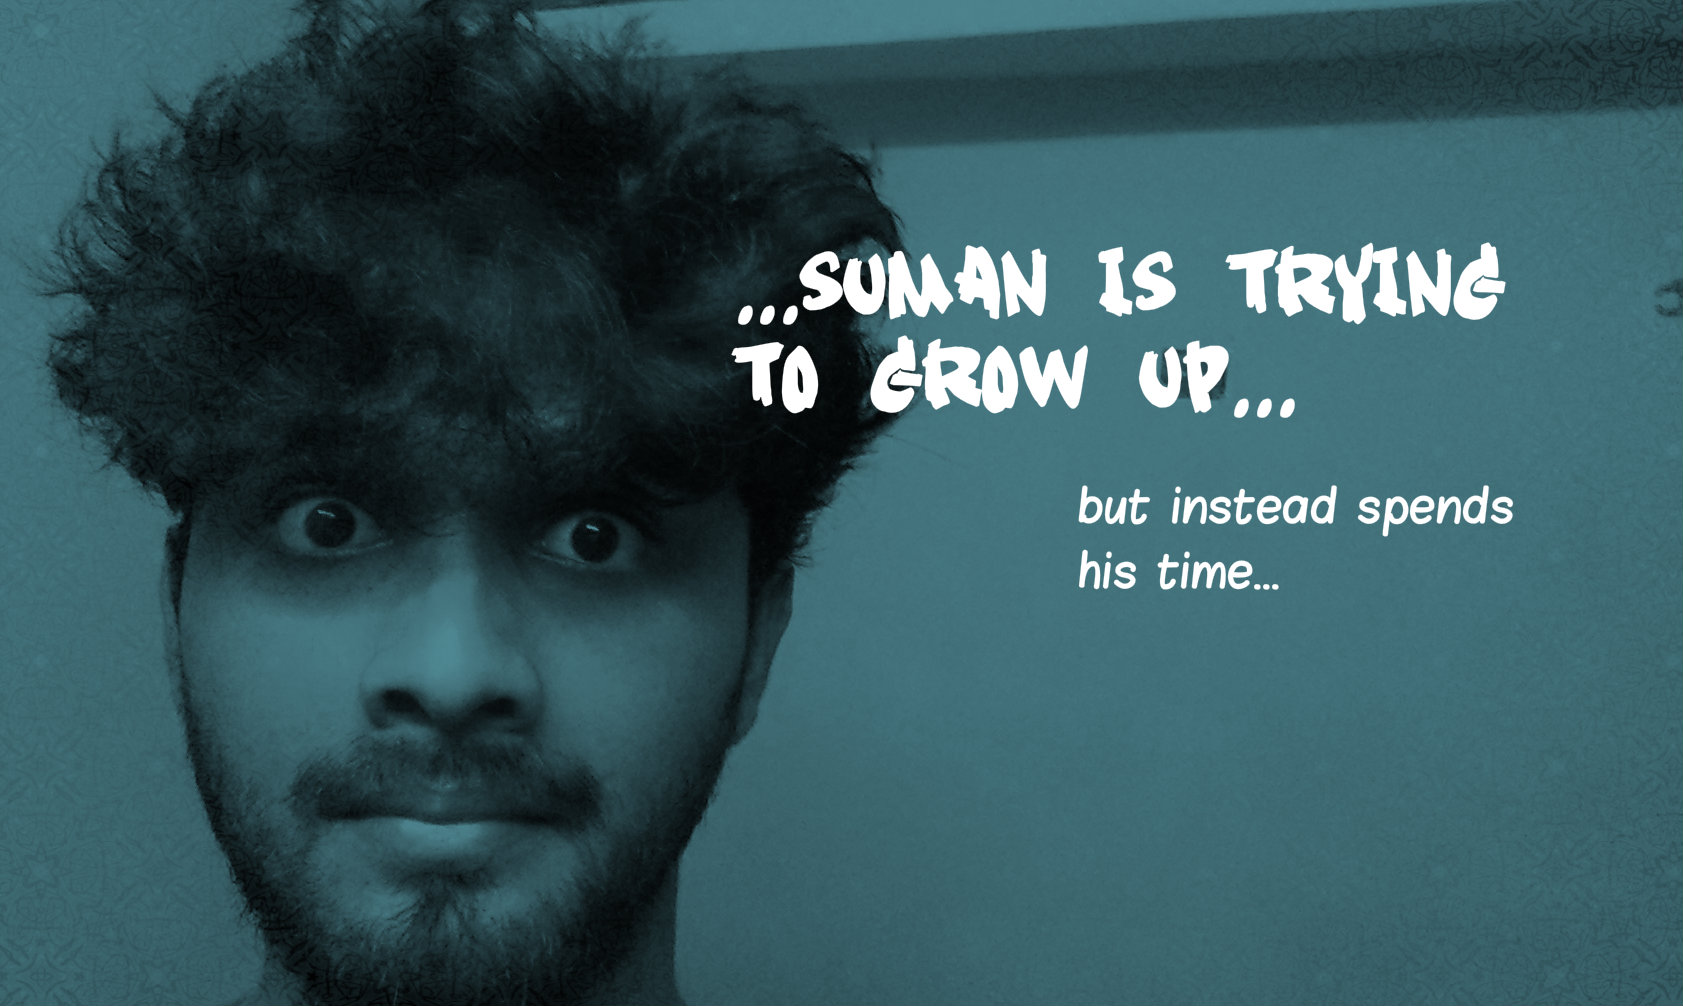 ...SUMAN IS TRYING
TO GROW UP...
but instead spends
his time...